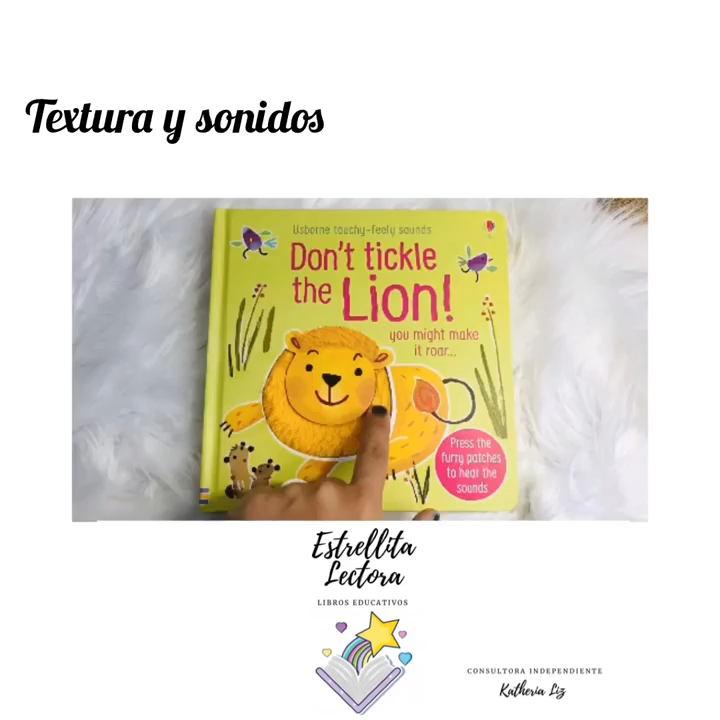 Textura y sonidos
Usborne touchy-feely sounds
Don't tickle
the Lion!
you might make
it roar...
Press the
furry patches
to hear the
sounds
Estrellita
Lectora
LIBROS EDUCATIVOS
CONSULTORA INDEPENDIENTE
Katheria Liz